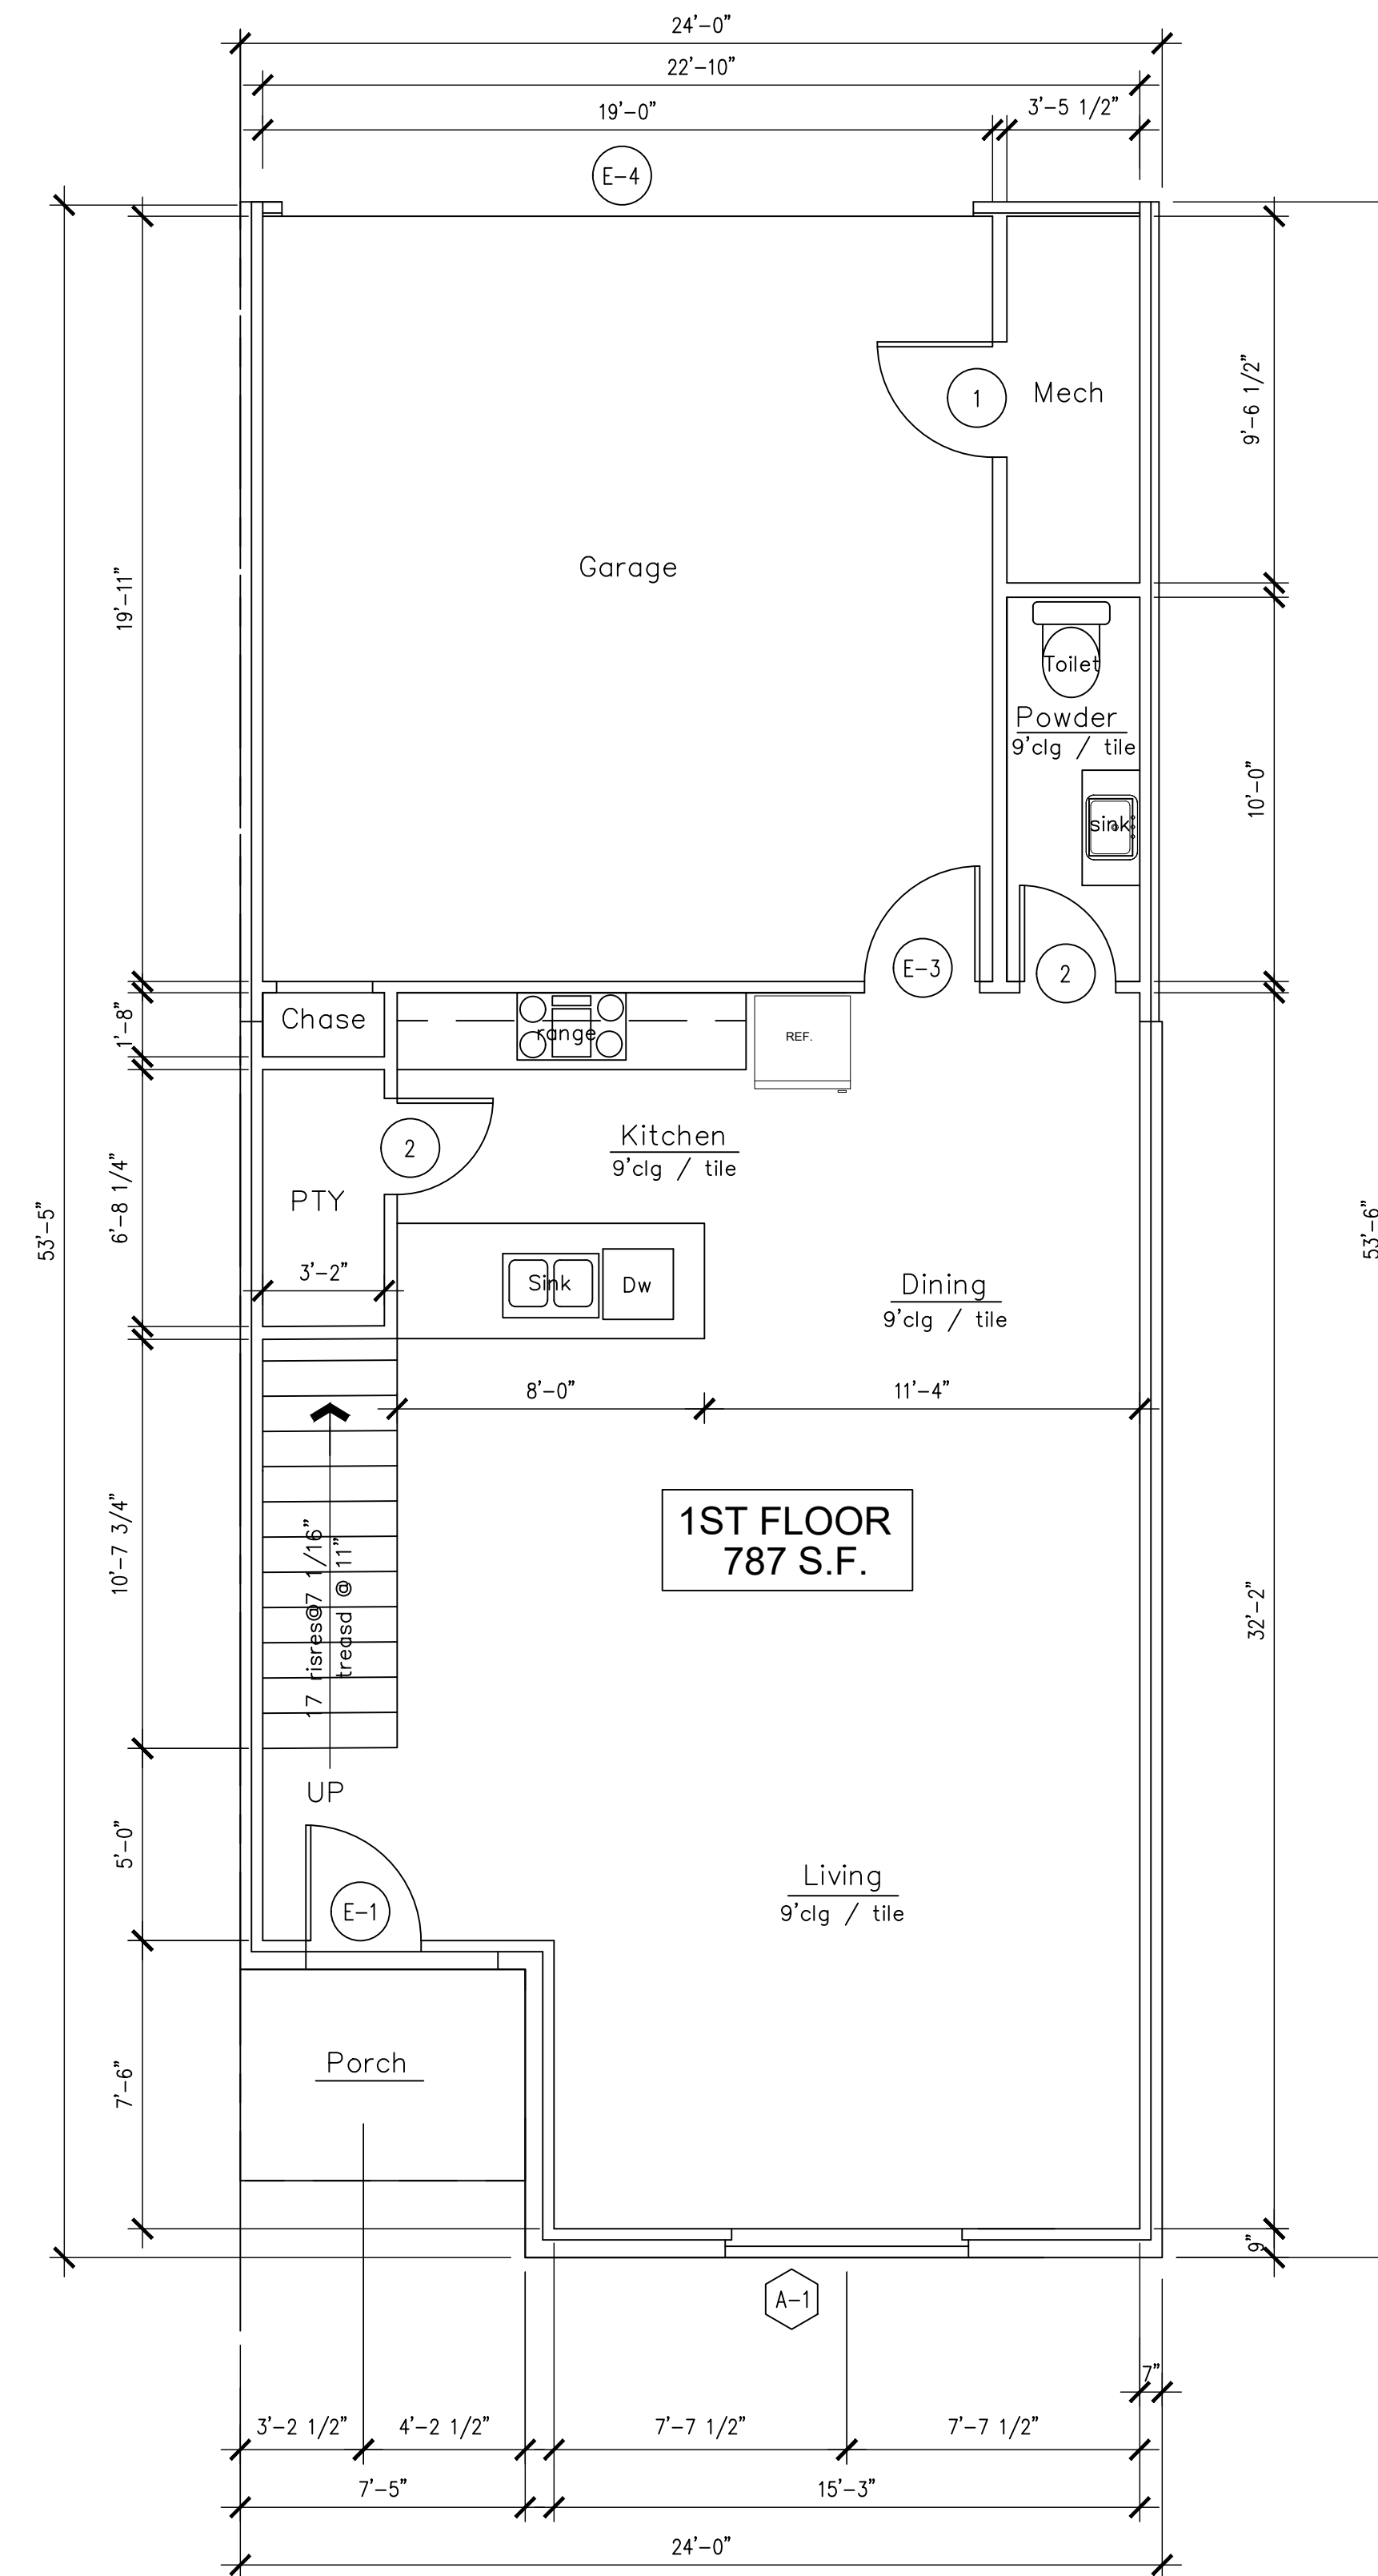 24'-0"
22'-10"
19'-0"
3'-5 1/2"
E-4
1
Mech
9'-6 1/2"
Garage
19'-11"
Toilet
Powder
9'clg / tile
sink
10'-0"
E-3
2
Chase
1'-8"
range
REF.
Kitchen
9'clg / tile
2
PTY
6'-8 1/4"
53'-5"
53'-6"
3'-2"
Sink
Dw
Dining
9'clg / tile
8'-0"
11'-4"
1ST FLOOR
787 S.F.
10'-7 3/4"
17 risres@7 1/16"
treasd @ 11"
32'-2"
UP
5'-0"
E-1
Living
9'clg / tile
Porch
7'-6"
9"
A-1
7"
3'-2 1/2"
4'-2 1/2"
7'-7 1/2"
7'-7 1/2"
7'-5"
15'-3"
24'-0"